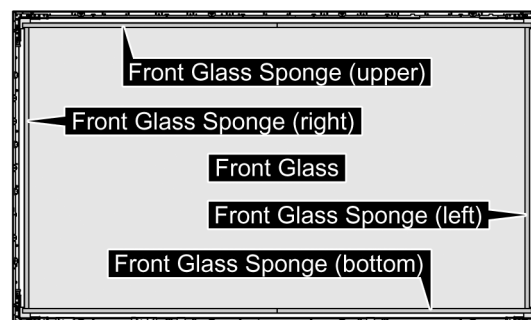 Front Glass Sponge (upper)
Front Glass Sponge (right)
Front Glass
Front Glass Sponge (left)
Front Glass Sponge (bottom)